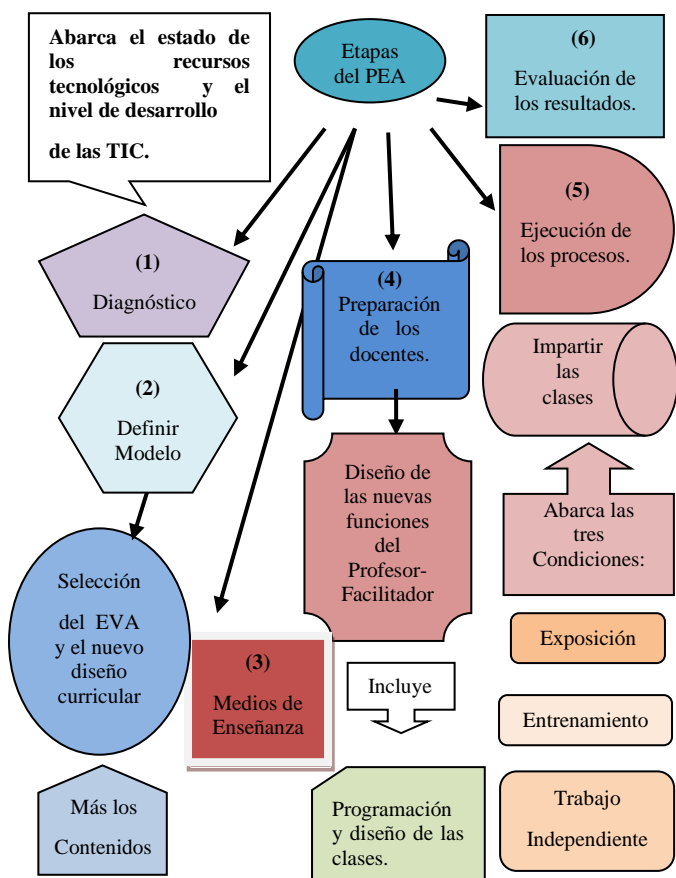 Abarca el estado de
los recursos
tecnológicos y el
nivel de desarrollo
de las TIC.
Etapas
del PEA
(6)
Evaluación de
los resultados.
(1)
Diagnóstico
(4)
Preparación
de los
docentes.
(5)
Ejecución de
los procesos.
(2)
Definir
Modelo
Impartir
las
clases
Diseño de
las nuevas
funciones
del
Profesor-
Facilitador
Abarca las
tres
Condiciones:
Selección
del EVA
y el nuevo
diseño
curricular
(3)
Medios de
Enseñanza
Exposición
Incluye
Entrenamiento
Más los
Contenidos
Programación
y diseño de las
clases.
Trabajo
Independiente